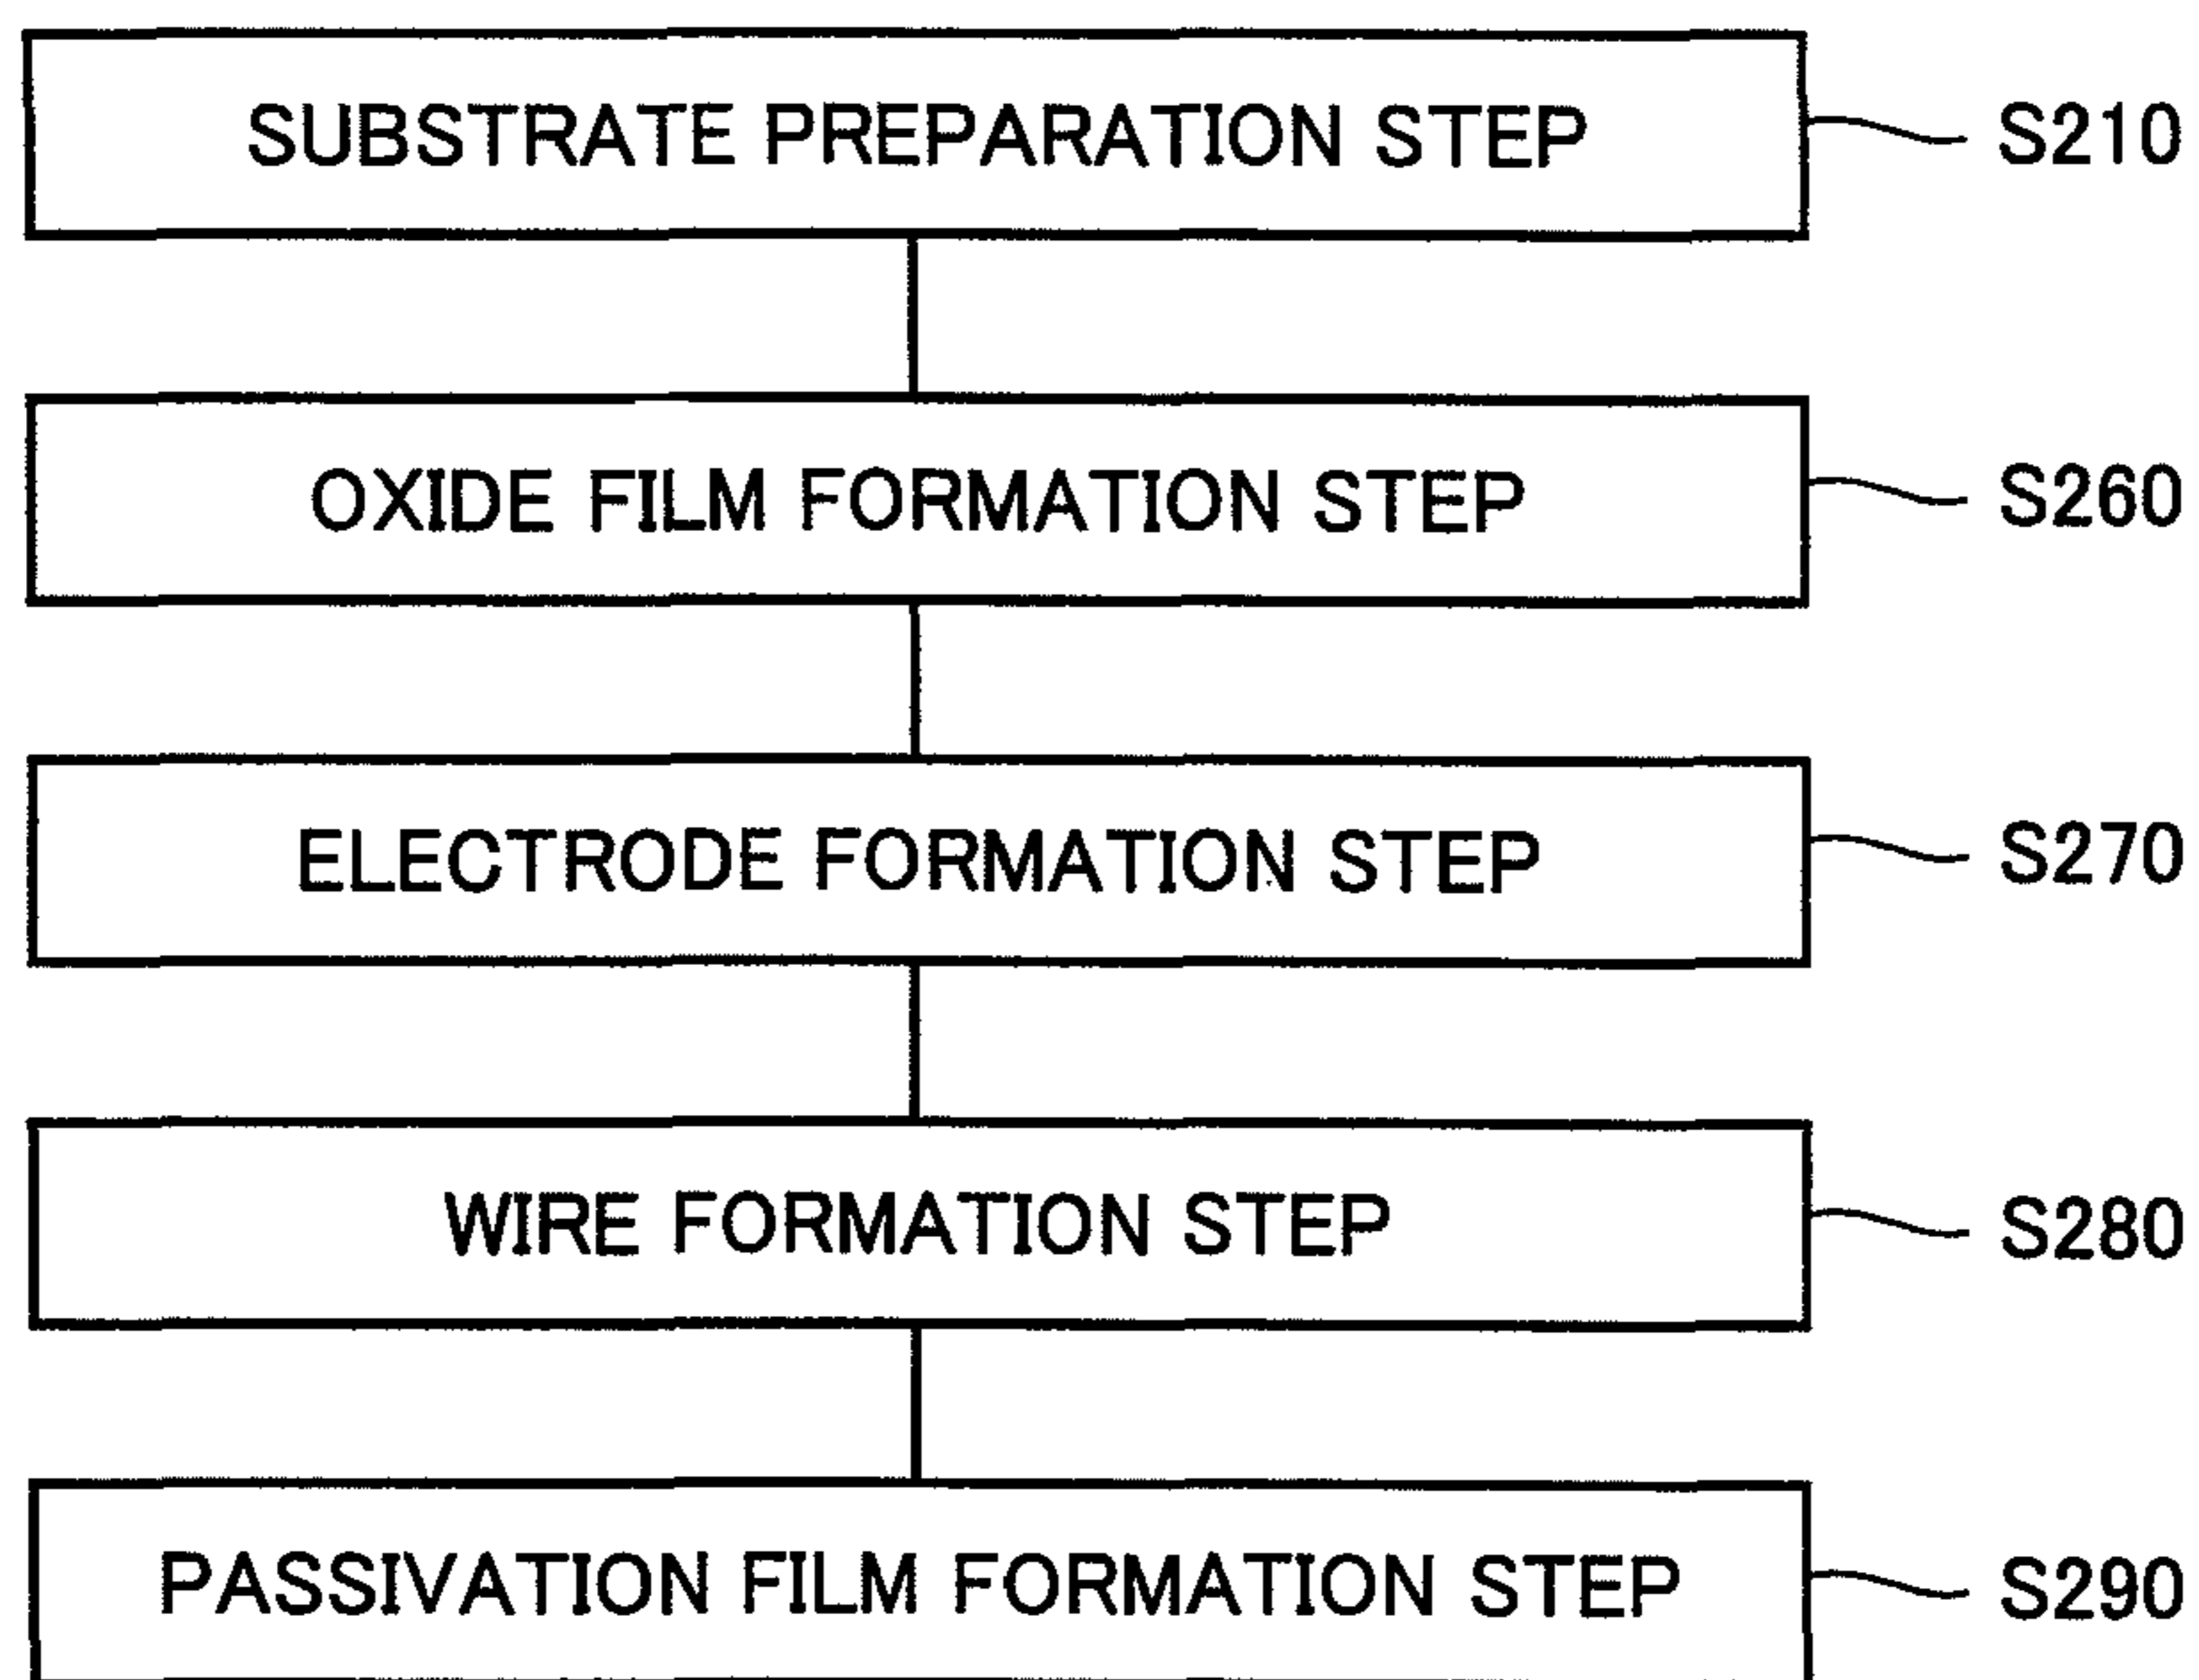 SUBSTRATE PREPARATION STEP S210
OXIDE FILM FORMATION STEP S260
ELECTRODE FORMATION STEP S270
WIRE FORMATION STEP S280
PASSIVATION FILM FORMATION STEP S290